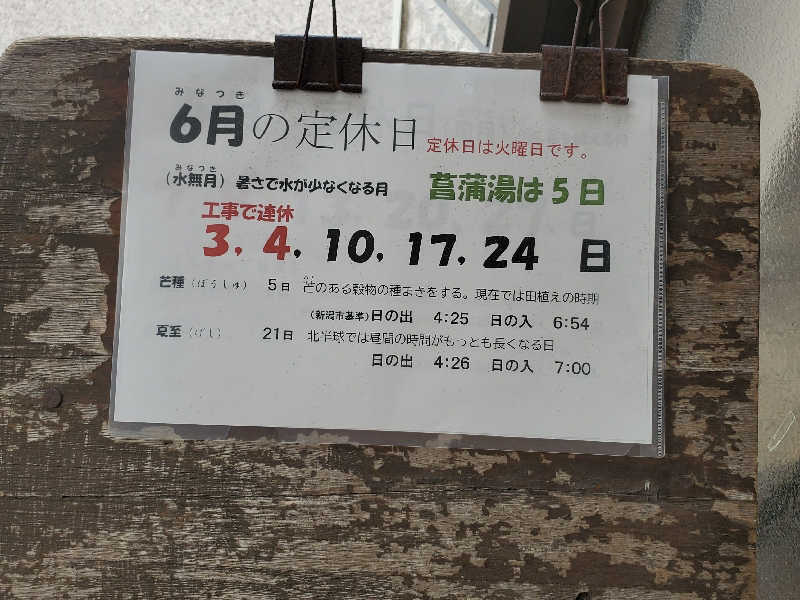 みなつき
6月の定休日 定休日は火曜日です。
みなつき
(水無月) 暑さで水が少なくなる月 菖蒲湯は5日
工事で連休
3, 4, 10, 17, 24 日
芒種(ぼうしゅ) 5日 芒のある穀物の種まきをする。現在では田植えの時期
(新潟市基準)日の出 4:25 日の入 6:54
夏至(げし) 21日 北半球では昼間の時間がもっとも長くなる日
日の出 4:26 日の入 7:00